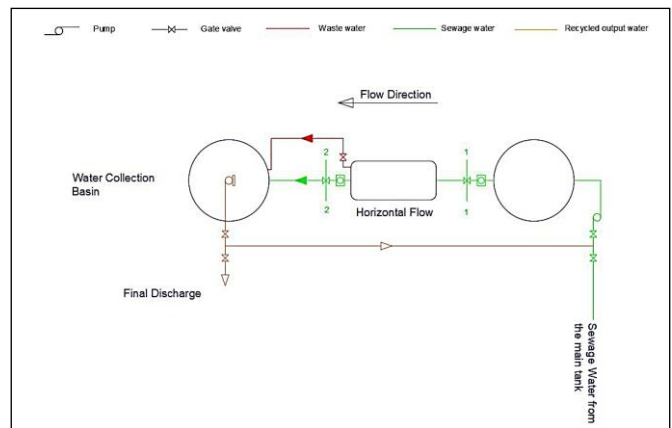 Pump
Gate valve
Waste water
Sewage water
Recycled output water
Flow Direction
2
1
Water Collection
Basin
2
1
Horizontal Flow
Final Discharge
Sewage Water from
the main tank